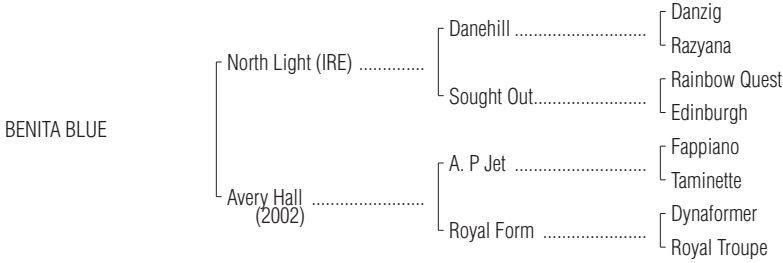 Danzig
Danehill ..........................
Razyana
North Light (IRE) .............
Rainbow Quest
Sought Out......................
Edinburgh
BENITA BLUE
Fappiano
A. P Jet ..........................
Taminette
Avery Hall ......................
(2002)
Dynaformer
Royal Form .....................
Royal Troupe